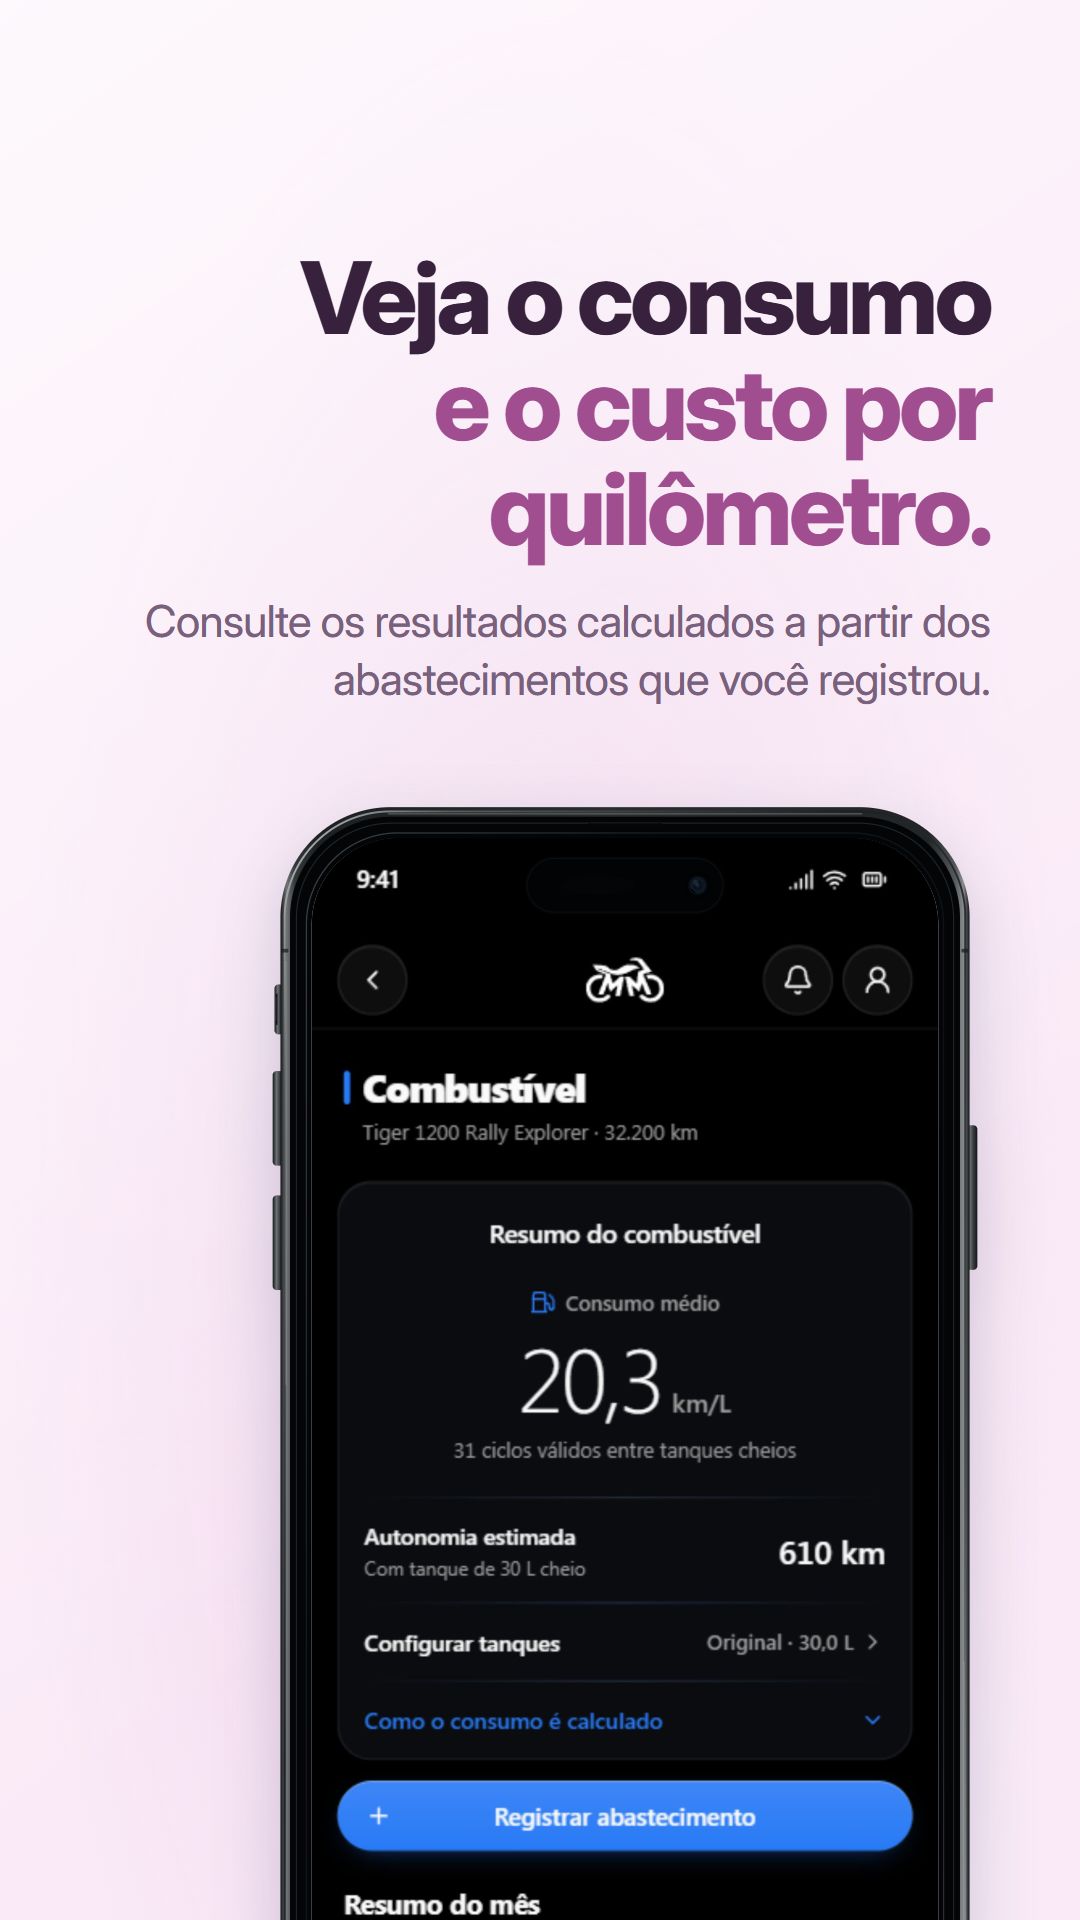 Veja o consumo
e o custo por
quilômetro.
Consulte os resultados calculados a partir dos
abastecimentos que você registrou.
9:41
MM
Combustível
Tiger 1200 Rally Explorer · 32.200 km
Resumo do combustível
Consumo médio
20,3 km/L
31 ciclos válidos entre tanques cheios
Autonomia estimada
610 km
Com tanque de 30 L cheio
Configurar tanques
Original · 30,0 L
Como o consumo é calculado
+ Registrar abastecimento
Resumo do mês